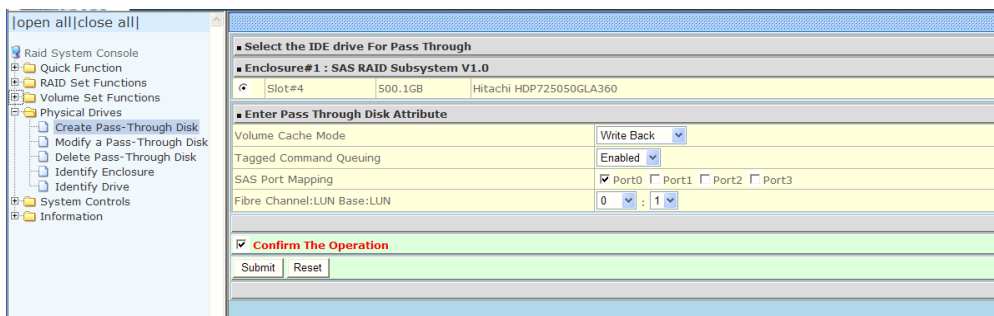 |open all|close all|
Raid System Console
Quick Function
RAID Set Functions
Volume Set Functions
Physical Drives
Create Pass-Through Disk
Modify a Pass-Through Disk
Delete Pass-Through Disk
Identify Enclosure
Identify Drive
System Controls
Information
Select the IDE drive For Pass Through
Enclosure#1 : SAS RAID Subsystem V1.0
Slot#4 500.1GB Hitachi HDP725050GLA360
Enter Pass Through Disk Attribute
Volume Cache Mode Write Back
Tagged Command Queuing Enabled
SAS Port Mapping Port0 Port1 Port2 Port3
Fibre Channel:LUN Base:LUN 0 : 1
Confirm The Operation
Submit Reset